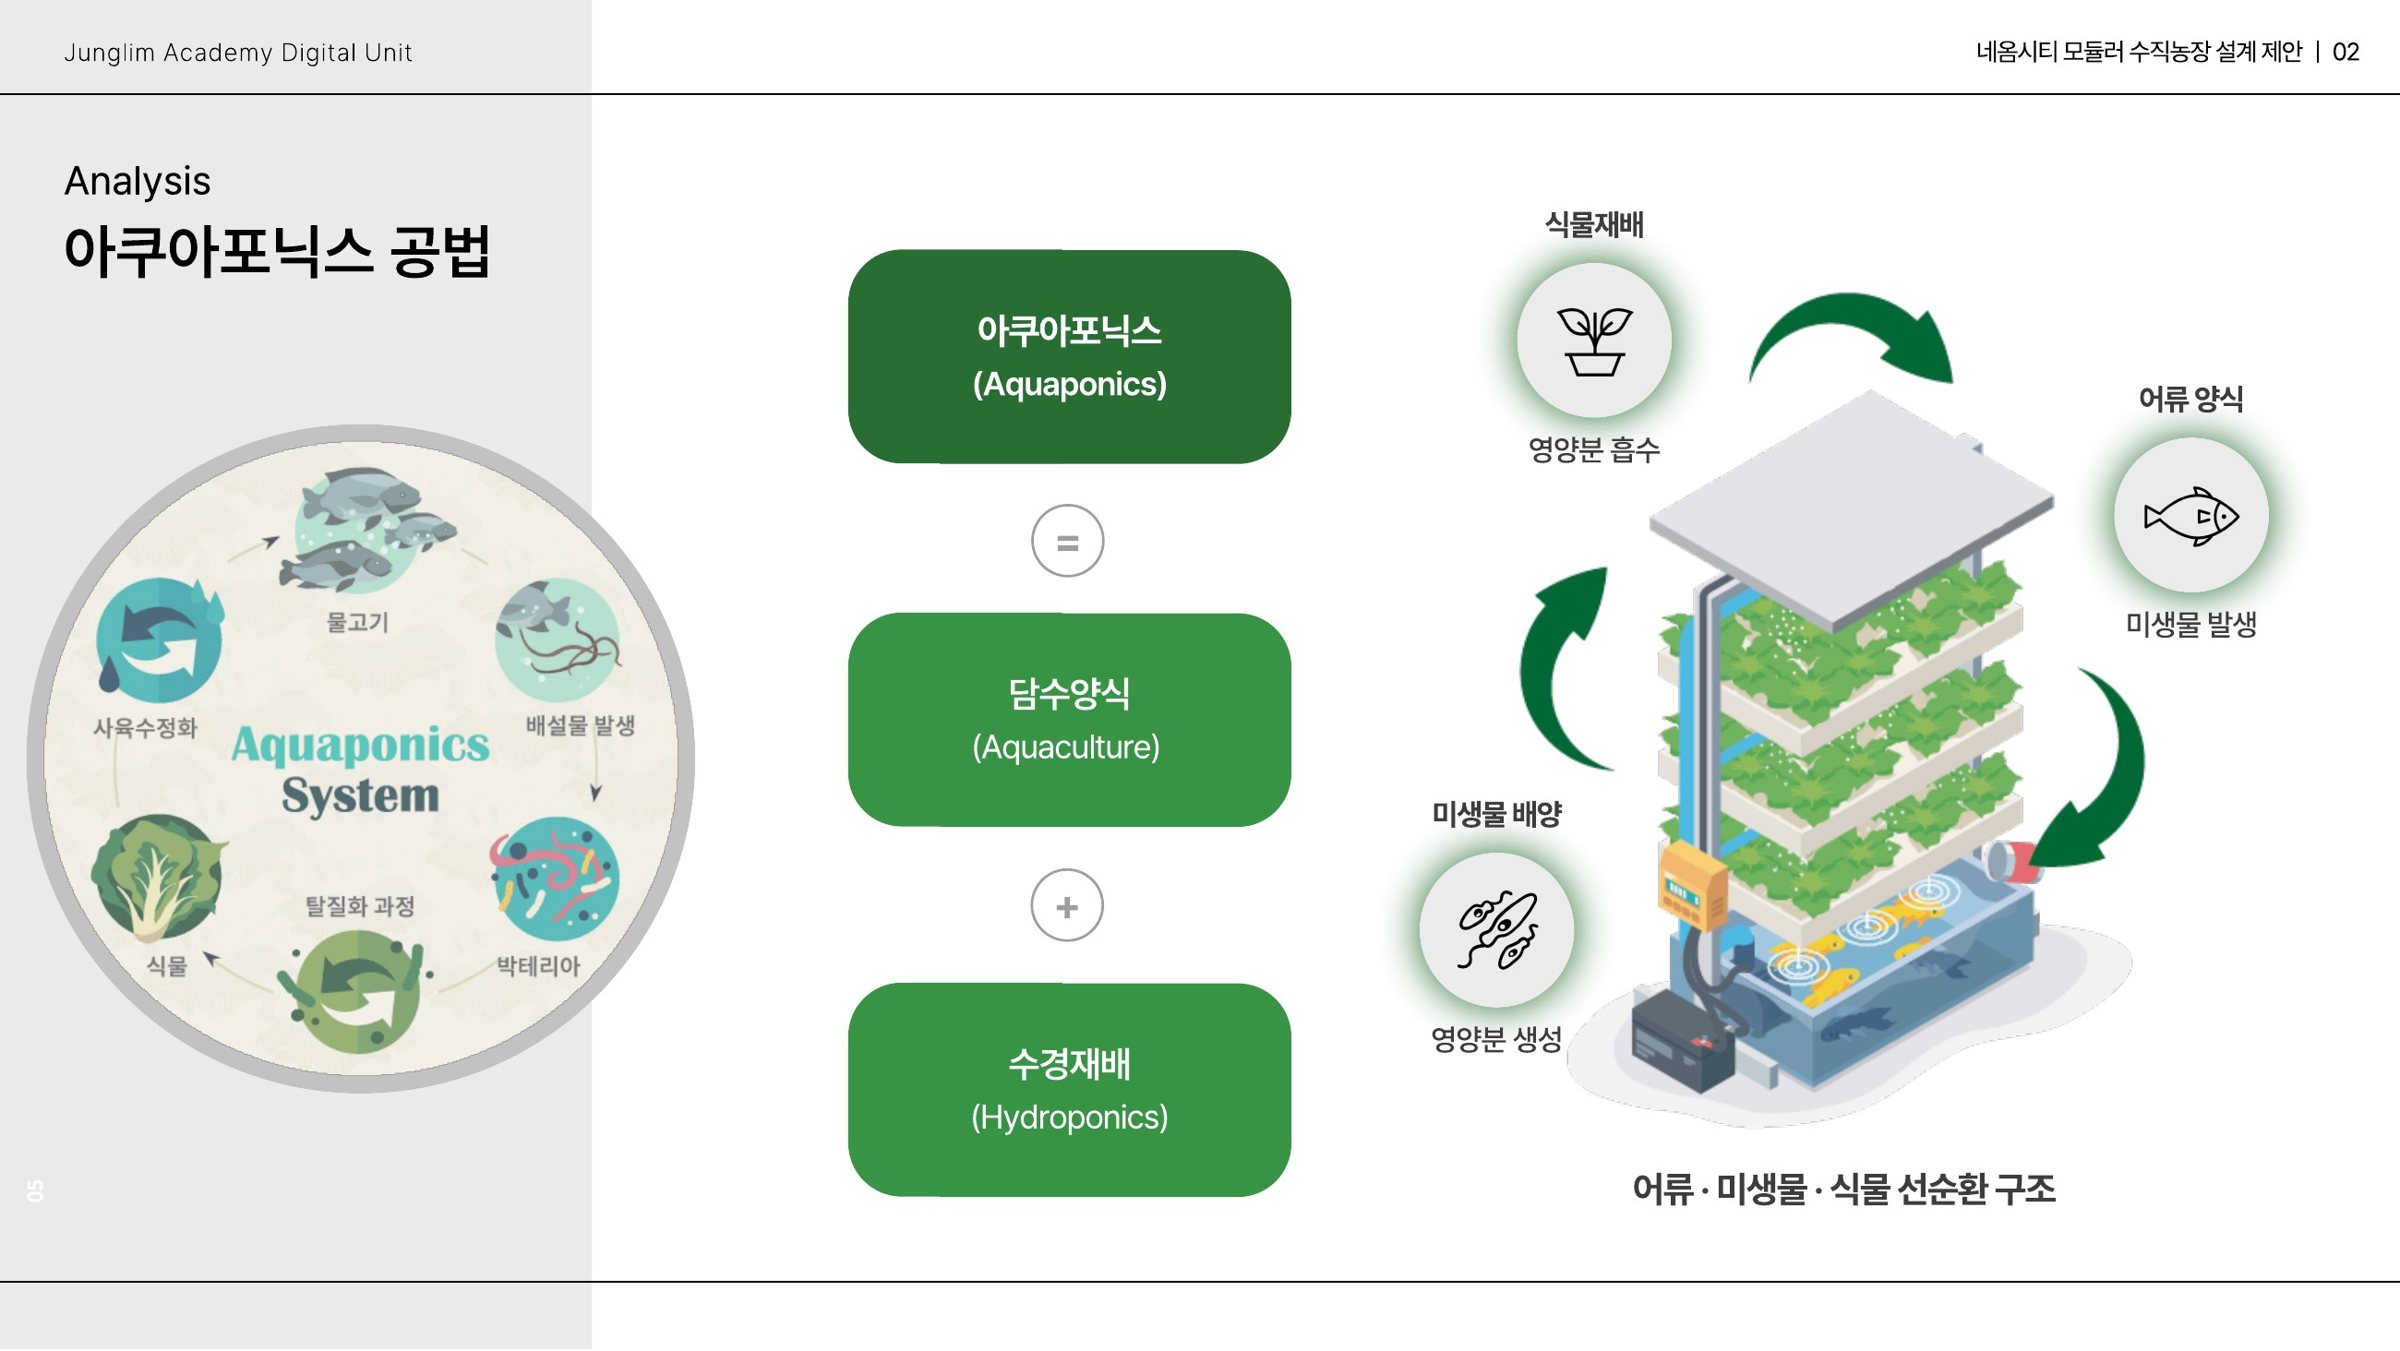 Junglim Academy Digital Unit
네옴시티 모듈러 수직농장 설계 제안 | 02
Analysis
아쿠아포닉스 공법
물고기
배설물 발생
박테리아
탈질화 과정
식물
사육수정화
Aquaponics
System
아쿠아포닉스
(Aquaponics)
=
담수양식
(Aquaculture)
+
수경재배
(Hydroponics)
식물재배
영양분 흡수
어류 양식
미생물 발생
미생물 배양
영양분 생성
어류 · 미생물 · 식물 선순환 구조
05